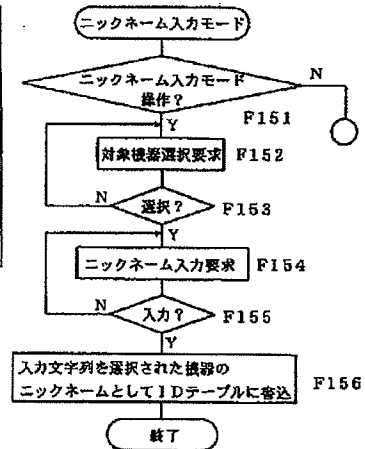 ニックネーム入力モード
ニックネーム入力モード
操作？
N
F151
Y
対象機器選択要求 F152
N
選択？ F153
Y
ニックネーム入力要求 F154
N
入力？ F155
Y
入力文字列を選択された機器の
ニックネームとしてIDテーブルに書込
F156
終了